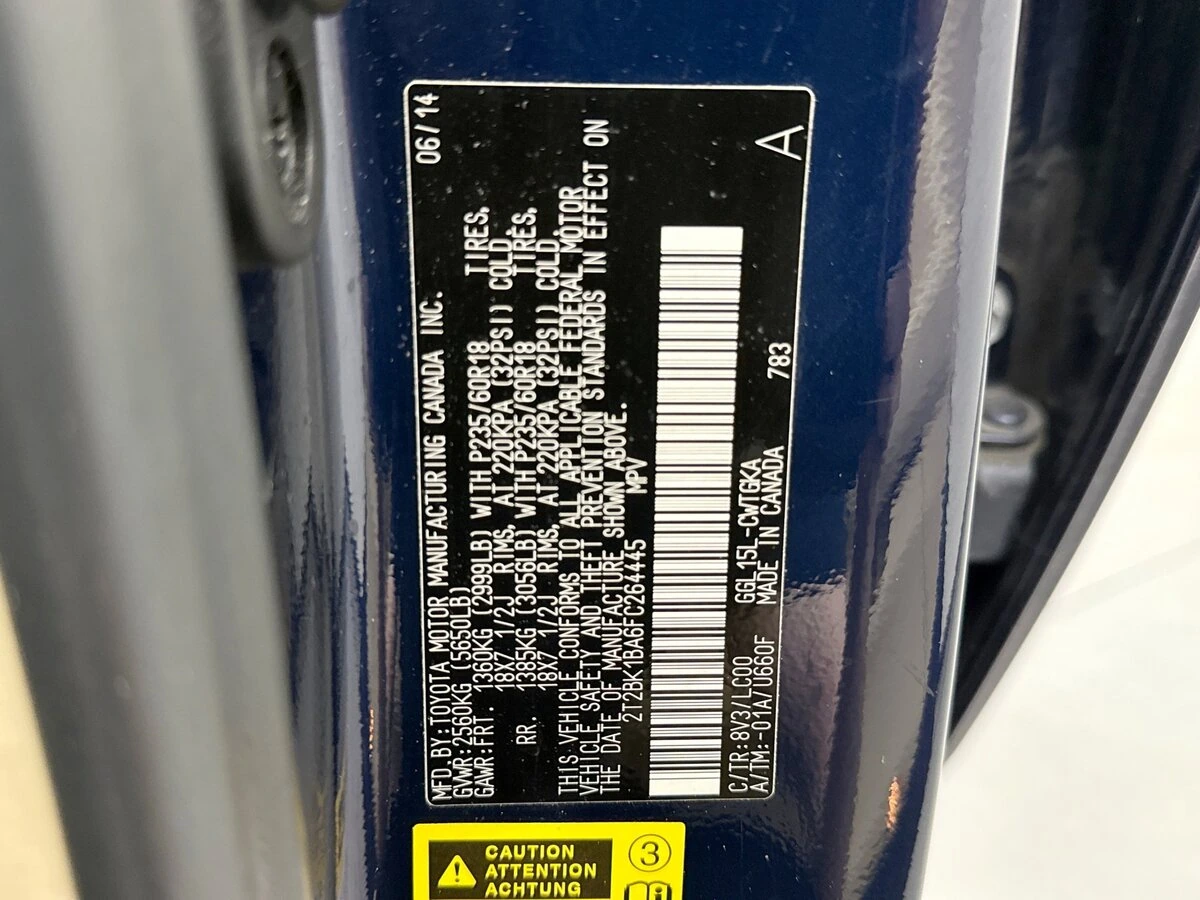 MFD.BY:TOYOTA MOTOR MANUFACTURING CANADA INC. 06/14
GVWR:2560KG (5650LB)
GAWR:FRT. 1360KG (2999LB) WITH P235/60R18 TIRES,
18X7 1/2J RIMS, AT 220KPA (32PSI) COLD.
RR. 1385KG (3056LB) WITH P235/60R18 TIRES,
18X7 1/2J RIMS, AT 220KPA (32PSI) COLD.
THIS VEHICLE CONFORMS TO ALL APPLICABLE FEDERAL MOTOR
VEHICLE SAFETY AND THEFT PREVENTION STANDARDS IN EFFECT ON
THE DATE OF MANUFACTURE SHOWN ABOVE.
2T2BK1BA6FC264445 MPV
C/TR:8V3/LC00 GGL15L-CWTGKA
A/TM:-01A/U660F MADE IN CANADA 783 A
CAUTION
ATTENTION
ACHTUNG
3